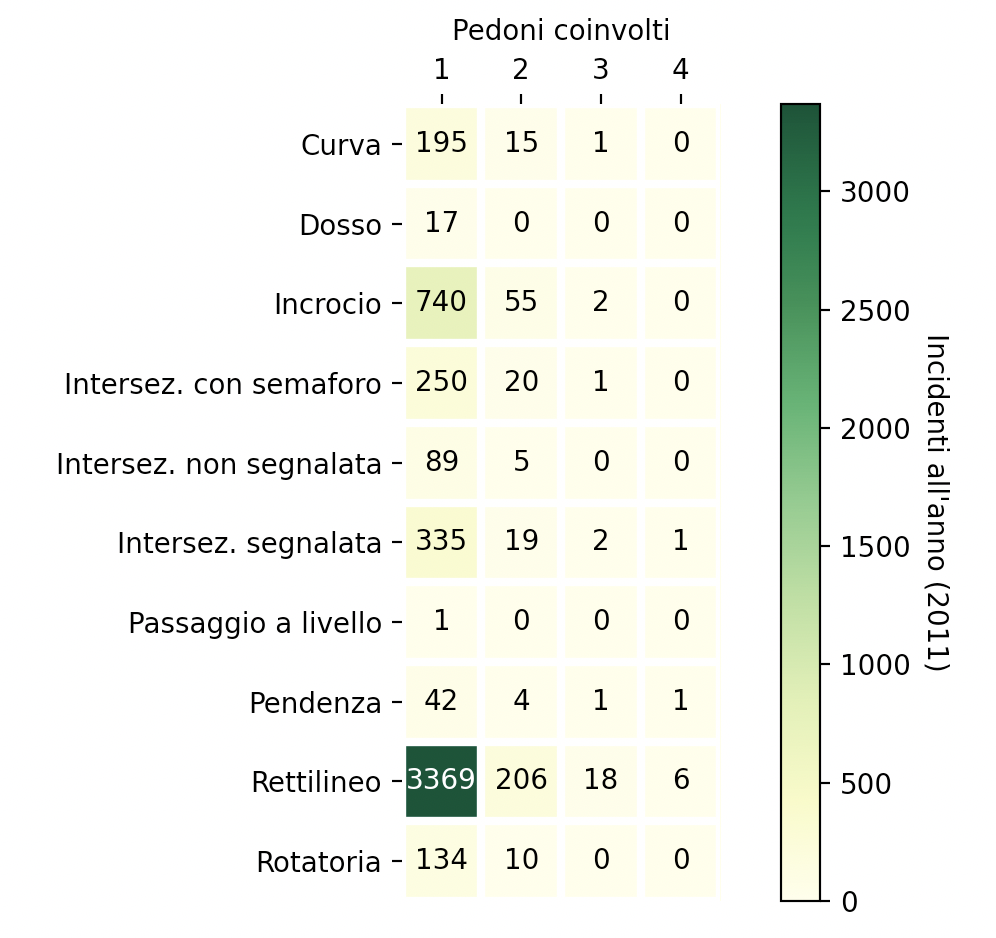 Pedoni coinvolti
1 2 3 4
Curva 195 15 1 0
Dosso 17 0 0 0
Incrocio 740 55 2 0
Intersez. con semaforo 250 20 1 0
Intersez. non segnalata 89 5 0 0
Intersez. segnalata 335 19 2 1
Passaggio a livello 1 0 0 0
Pendenza 42 4 1 1
Rettilineo 3369 206 18 6
Rotatoria 134 10 0 0
3000
2500
2000
1500
1000
500
0
Incidenti all'anno (2011)